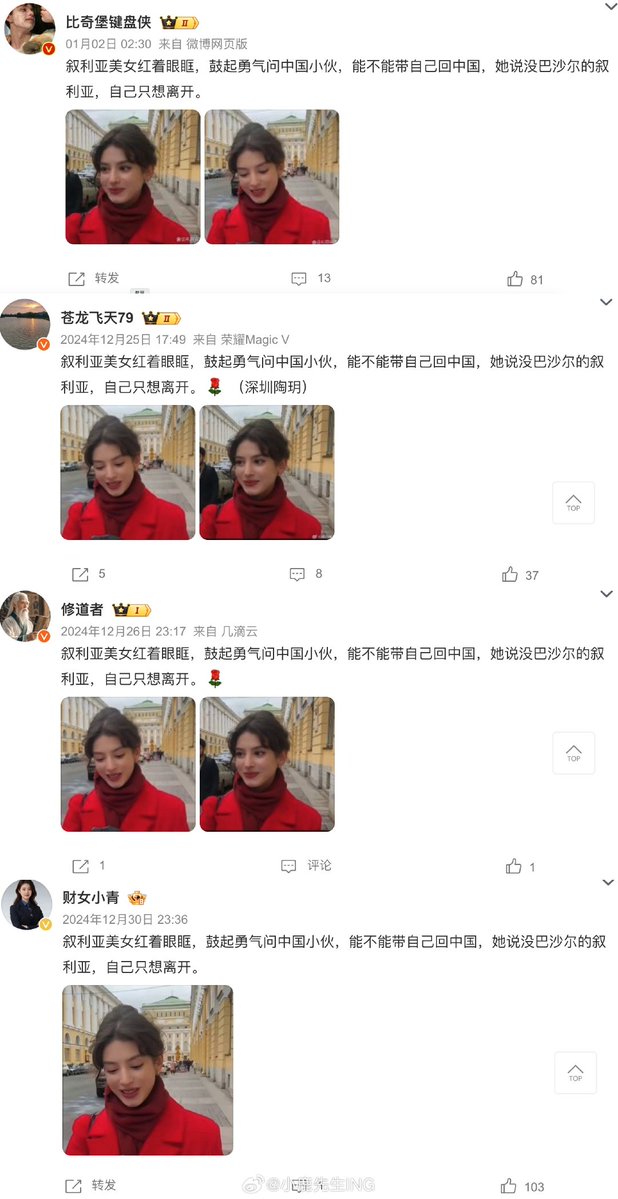 比奇堡键盘侠 II
01月02日 02:30 来自 微博网页版
叙利亚美女红着眼眶，鼓起勇气问中国小伙，能不能带自己回中国，她说没巴沙尔的叙
利亚，自己只想离开。
转发 13 81
苍龙飞天79 II
2024年12月25日 17:49 来自 荣耀Magic V
叙利亚美女红着眼眶，鼓起勇气问中国小伙，能不能带自己回中国，她说没巴沙尔的叙
利亚，自己只想离开。🌹（深圳陶玥）
TOP
5 8 37
修道者 I
2024年12月26日 23:17 来自 几滴云
叙利亚美女红着眼眶，鼓起勇气问中国小伙，能不能带自己回中国，她说没巴沙尔的叙
利亚，自己只想离开。🌹
TOP
1 评论 1
财女小青
2024年12月30日 23:36
叙利亚美女红着眼眶，鼓起勇气问中国小伙，能不能带自己回中国，她说没巴沙尔的叙
利亚，自己只想离开。
TOP
转发 103
@小鹿先生ING